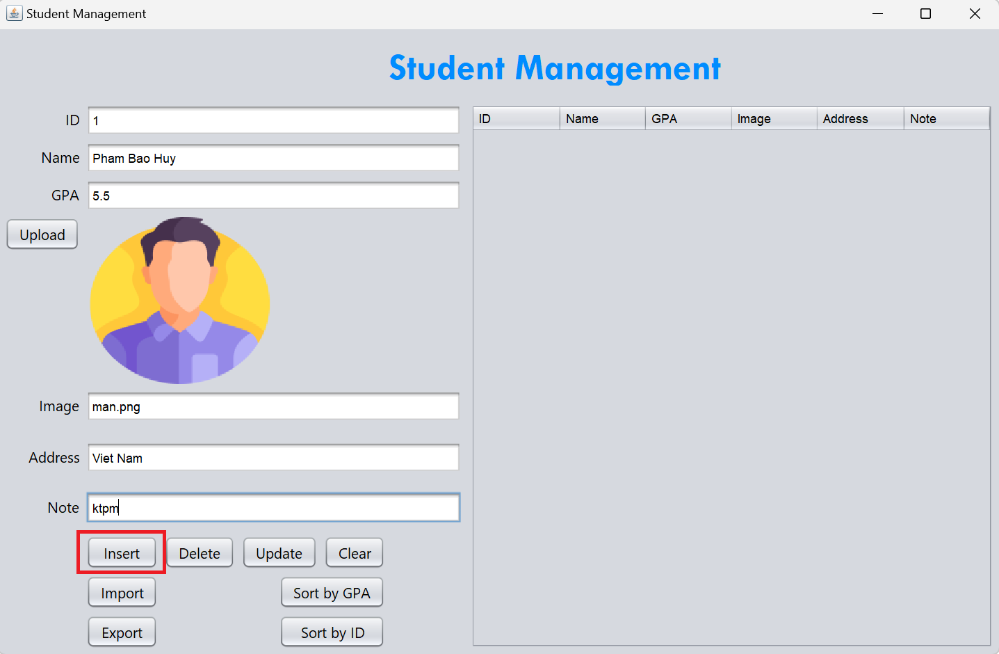 Student Management
Student Management
ID 1
Name Pham Bao Huy
GPA 5.5
Upload
Image man.png
Address Viet Nam
Note ktpm
Insert Delete Update Clear
Import Sort by GPA
Export Sort by ID
ID Name GPA Image Address Note